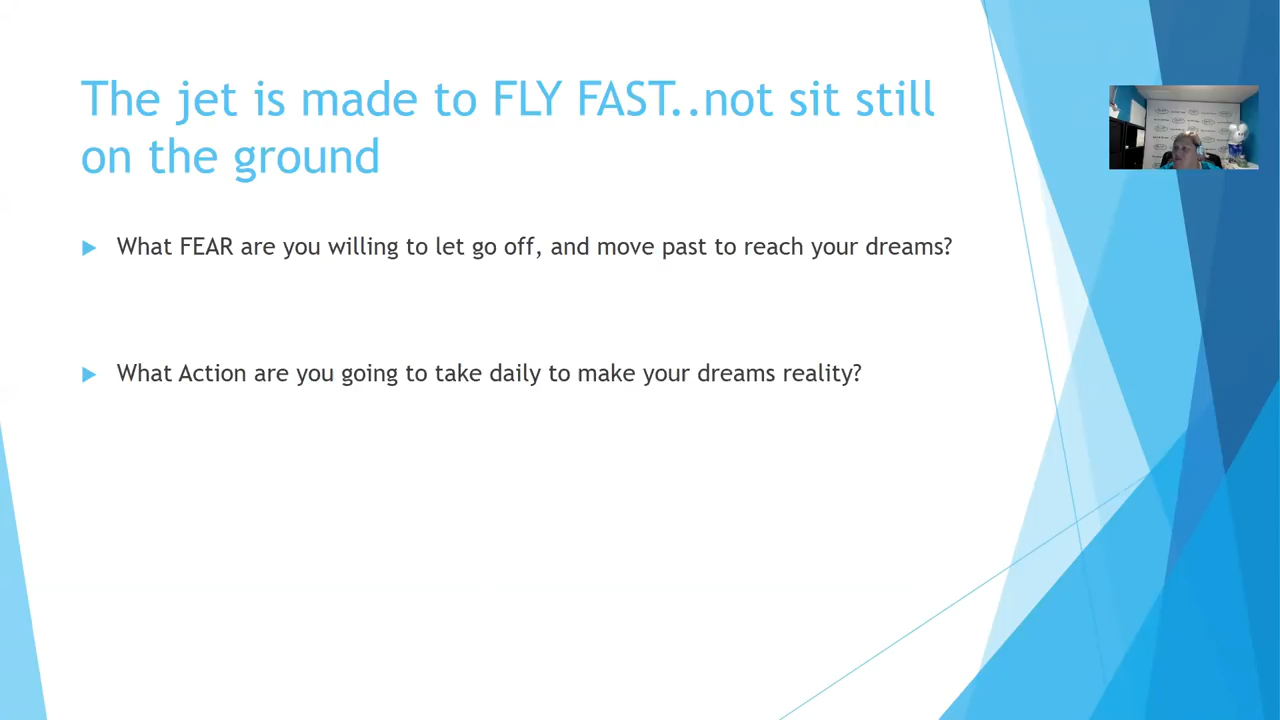 The jet is made to FLY FAST..not sit still
on the ground
What FEAR are you willing to let go off, and move past to reach your dreams?
What Action are you going to take daily to make your dreams reality?